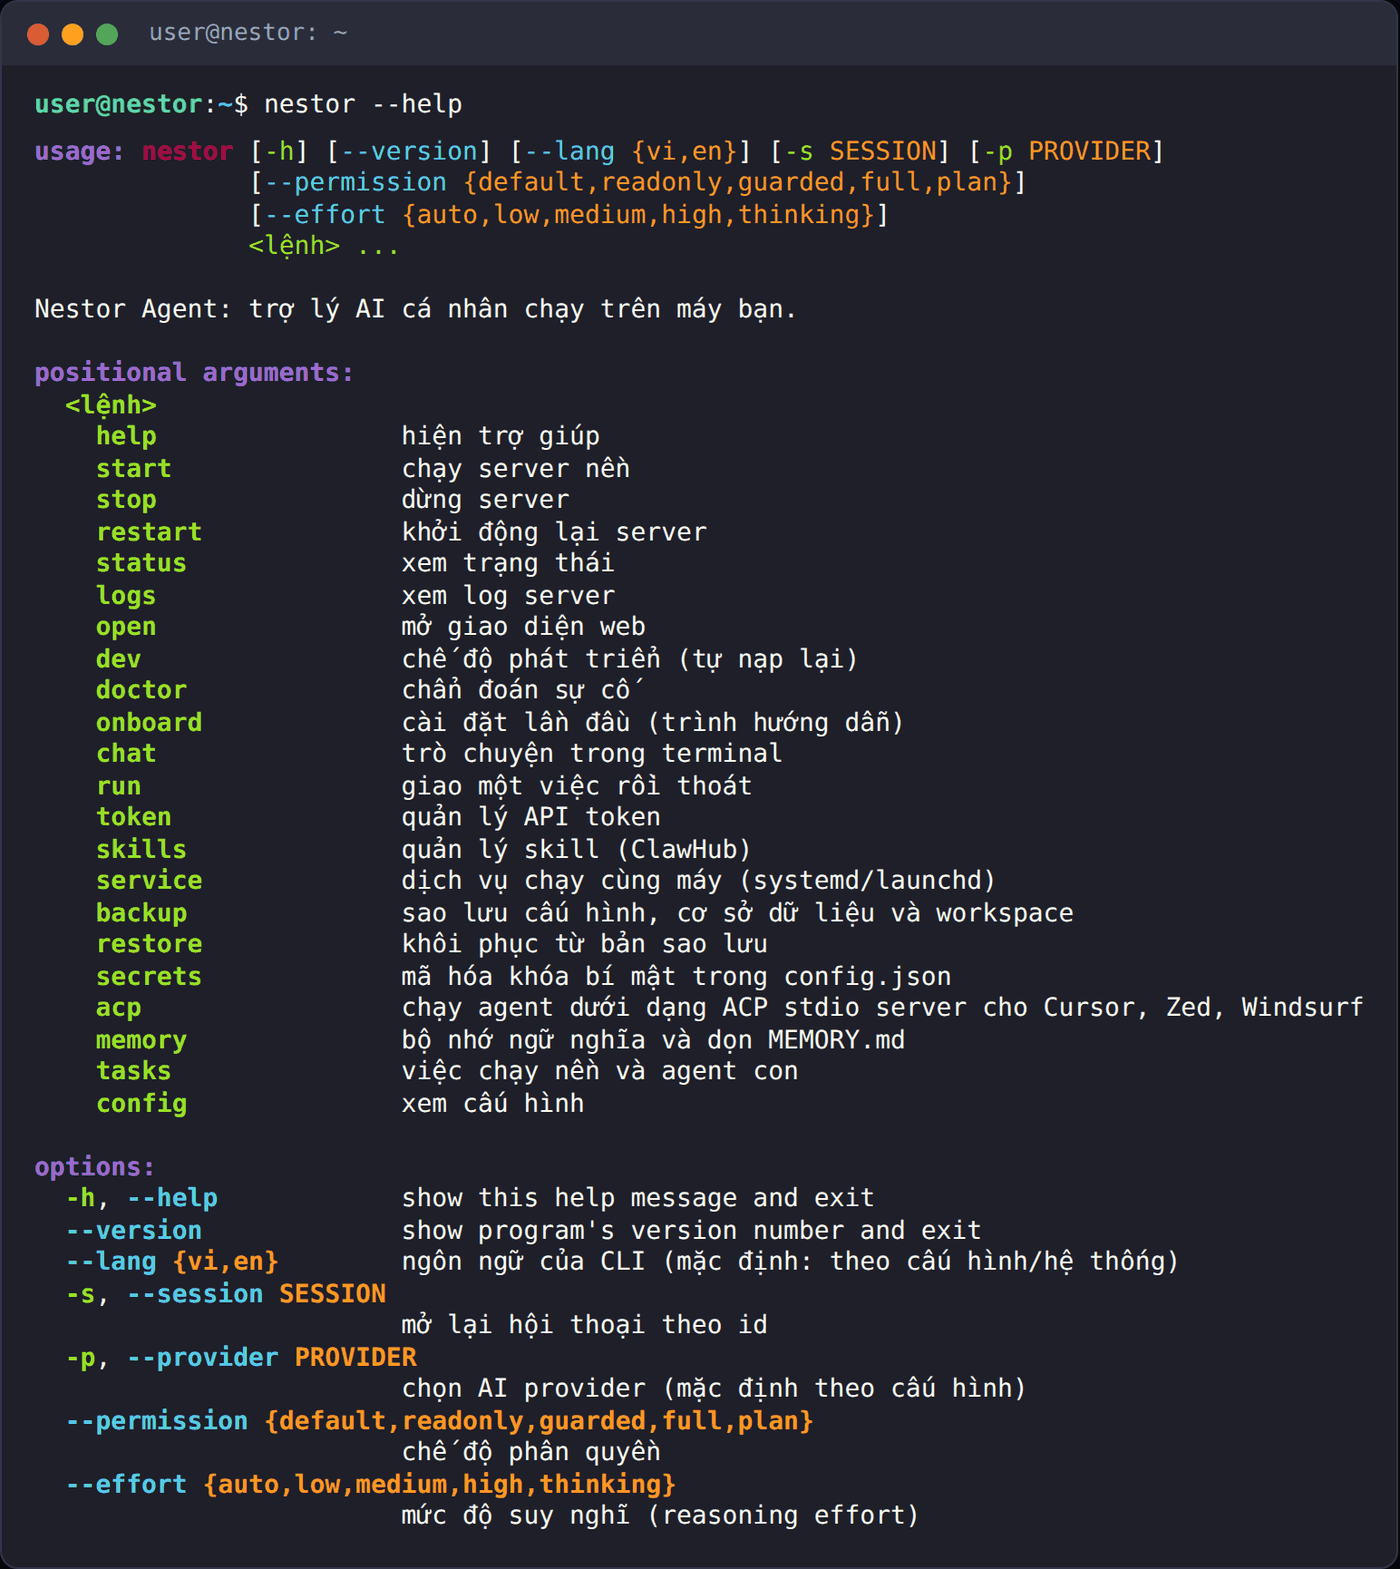 user@nestor: ~
user@nestor:~$ nestor --help
usage: nestor [-h] [--version] [--lang {vi,en}] [-s SESSION] [-p PROVIDER]
[--permission {default,readonly,guarded,full,plan}]
[--effort {auto,low,medium,high,thinking}]
<lệnh> ...
Nestor Agent: trợ lý AI cá nhân chạy trên máy bạn.
positional arguments:
<lệnh>
help hiện trợ giúp
start chạy server nền
stop dừng server
restart khởi động lại server
status xem trạng thái
logs xem log server
open mở giao diện web
dev chế độ phát triển (tự nạp lại)
doctor chẩn đoán sự cố
onboard cài đặt lần đầu (trình hướng dẫn)
chat trò chuyện trong terminal
run giao một việc rồi thoát
token quản lý API token
skills quản lý skill (ClawHub)
service dịch vụ chạy cùng máy (systemd/launchd)
backup sao lưu cấu hình, cơ sở dữ liệu và workspace
restore khôi phục từ bản sao lưu
secrets mã hóa khóa bí mật trong config.json
acp chạy agent dưới dạng ACP stdio server cho Cursor, Zed, Windsurf
memory bộ nhớ ngữ nghĩa và dọn MEMORY.md
tasks việc chạy nền và agent con
config xem cấu hình
options:
-h, --help show this help message and exit
--version show program's version number and exit
--lang {vi,en} ngôn ngữ của CLI (mặc định: theo cấu hình/hệ thống)
-s, --session SESSION
mở lại hội thoại theo id
-p, --provider PROVIDER
chọn AI provider (mặc định theo cấu hình)
--permission {default,readonly,guarded,full,plan}
chế độ phân quyền
--effort {auto,low,medium,high,thinking}
mức độ suy nghĩ (reasoning effort)